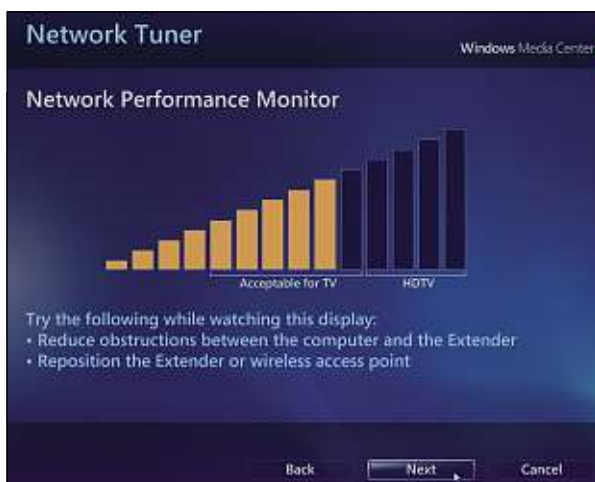 Network Tuner
Windows Media Center
Network Performance Monitor
Acceptable for TV
HDTV
Try the following while watching this display:
• Reduce obstructions between the computer and the Extender
• Reposition the Extender or wireless access point
Back
Next
Cancel